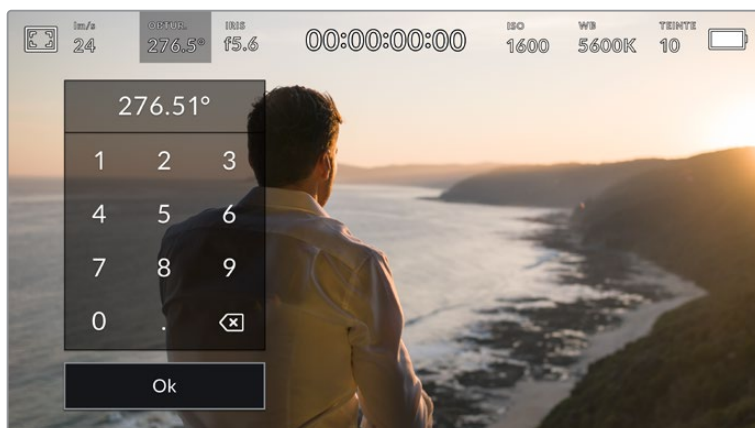 Im/s OBTUR. IRIS ISO WB TEINTE
24 276.5° f5.6 00:00:00:00 1600 5600K 10
276.51°
1 2 3
4 5 6
7 8 9
0 .
Ok